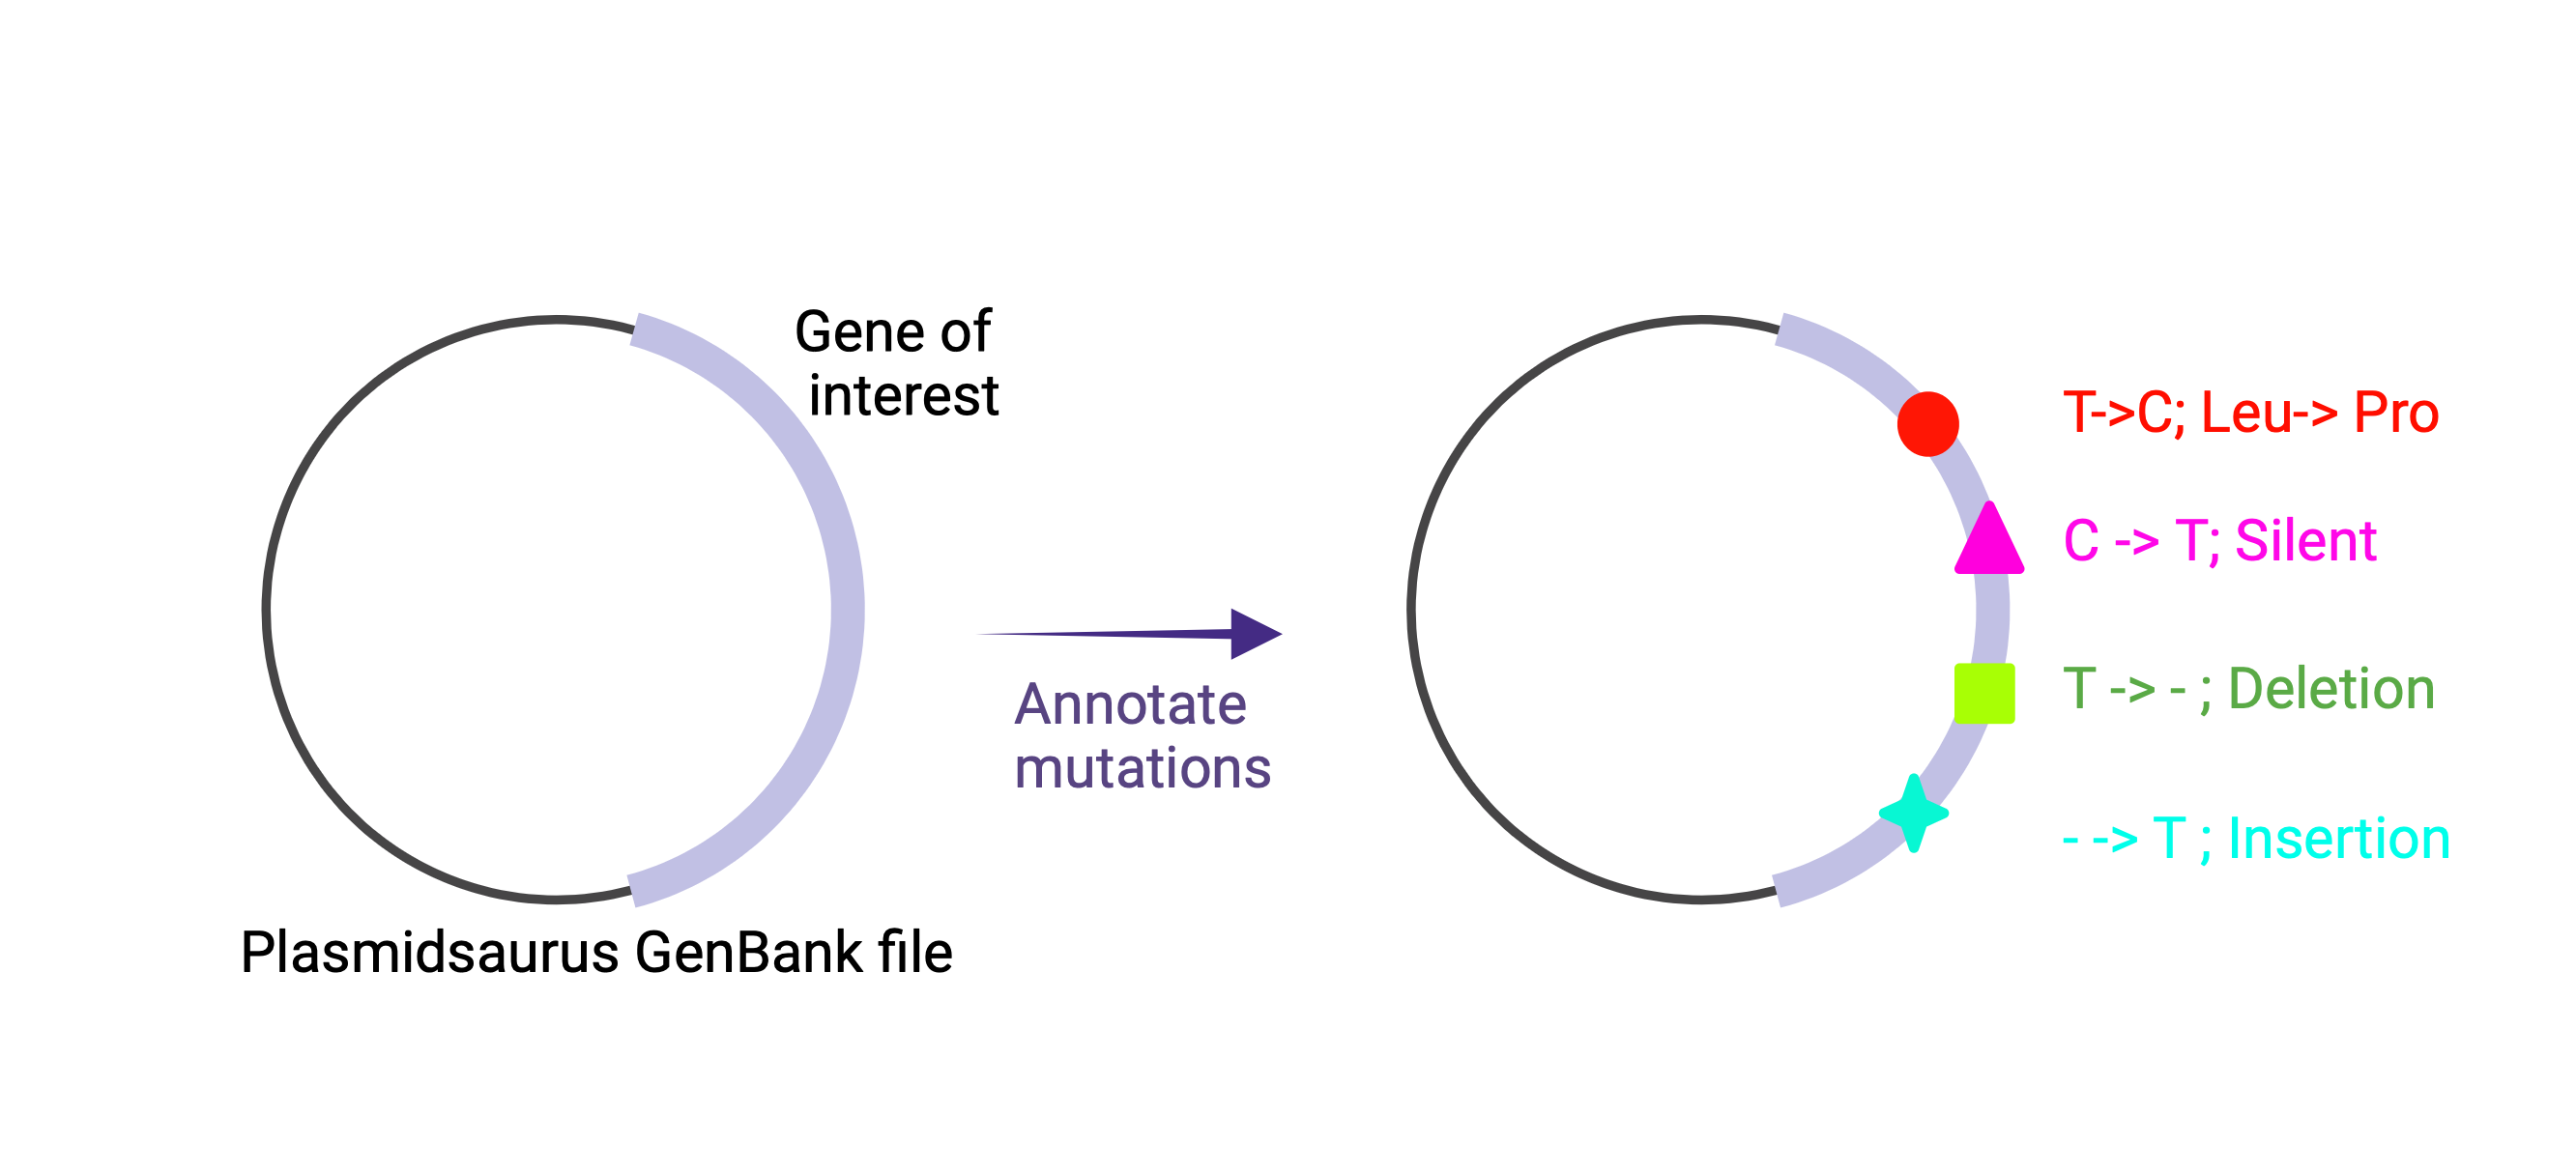 Gene of
interest
Plasmidsaurus GenBank file
Annotate
mutations
T->C; Leu-> Pro
C -> T; Silent
T -> - ; Deletion
- -> T ; Insertion